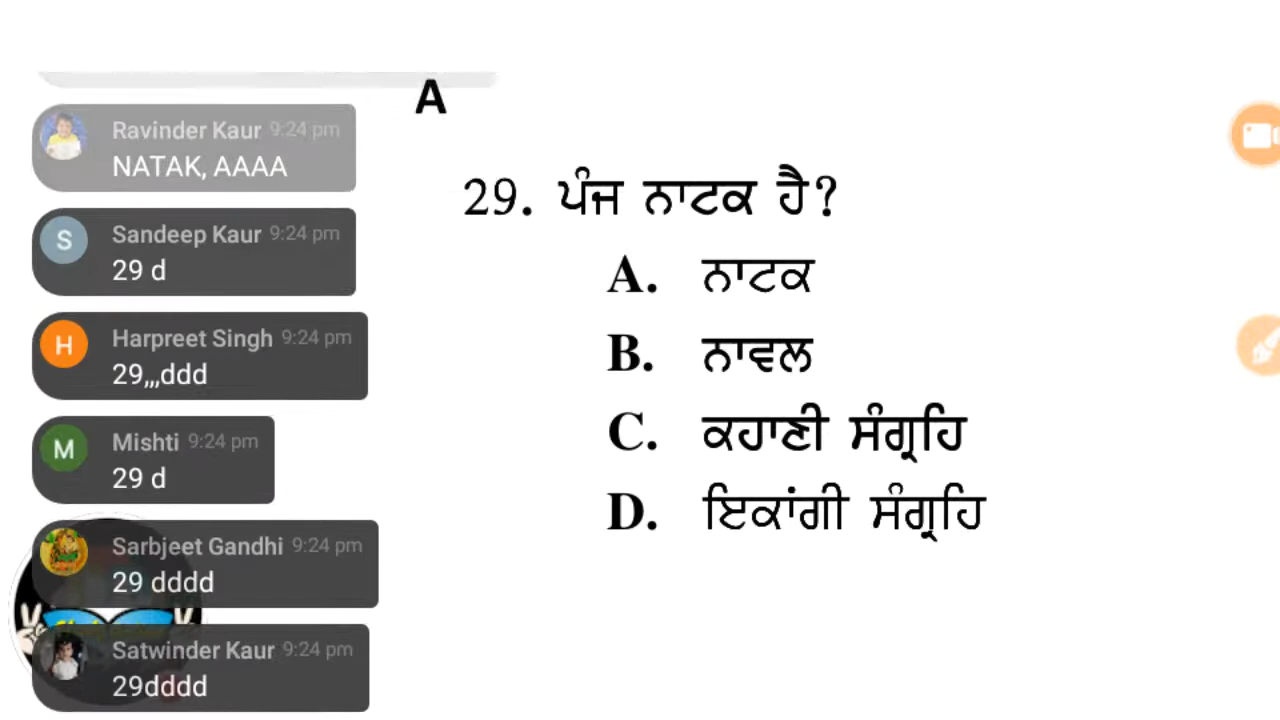 Ravinder Kaur 9:24 pm
NATAK, AAAA
Sandeep Kaur 9:24 pm
S
29 d
Harpreet Singh 9:24 pm
H
29,,,ddd
Mishti 9:24 pm
M
29 d
Sarbjeet Gandhi 9:24 pm
29 dddd
Satwinder Kaur 9:24 pm
29dddd
A
29. ਪੰਜ ਨਾਟਕ ਹੈ?
A. ਨਾਟਕ
B. ਨਾਵਲ
C. ਕਹਾਣੀ ਸੰਗ੍ਰਹਿ
D. ਇਕਾਂਗੀ ਸੰਗ੍ਰਹਿ